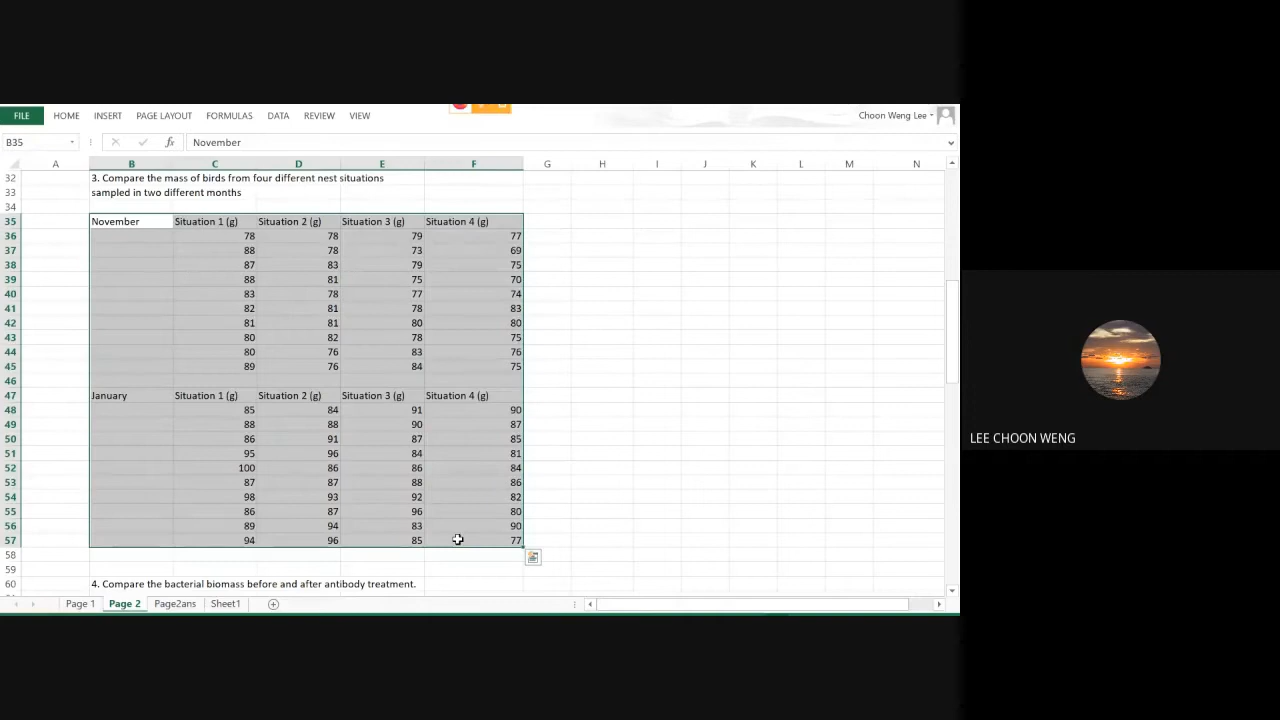 FILE HOME INSERT PAGE LAYOUT FORMULAS DATA REVIEW VIEW Choon Weng Lee
B35 fx November
A B C D E F G H I J K L M N
32 3. Compare the mass of birds from four different nest situations
33 sampled in two different months
34
35 November Situation 1 (g) Situation 2 (g) Situation 3 (g) Situation 4 (g)
36 78 78 79 77
37 88 78 73 69
38 87 83 79 75
39 88 81 75 70
40 83 78 77 74
41 82 81 78 83
42 81 81 80 80
43 80 82 78 75
44 80 76 83 76
45 89 76 84 75
46
47 January Situation 1 (g) Situation 2 (g) Situation 3 (g) Situation 4 (g)
48 85 84 91 90
49 88 88 90 87
50 86 91 87 85
51 95 96 84 81
52 100 86 86 84
53 87 87 88 86
54 98 93 92 82
55 86 87 96 80
56 89 94 83 90
57 94 96 85 77
58
59
60 4. Compare the bacterial biomass before and after antibody treatment.
Page 1 Page 2 Page2ans Sheet1
LEE CHOON WENG